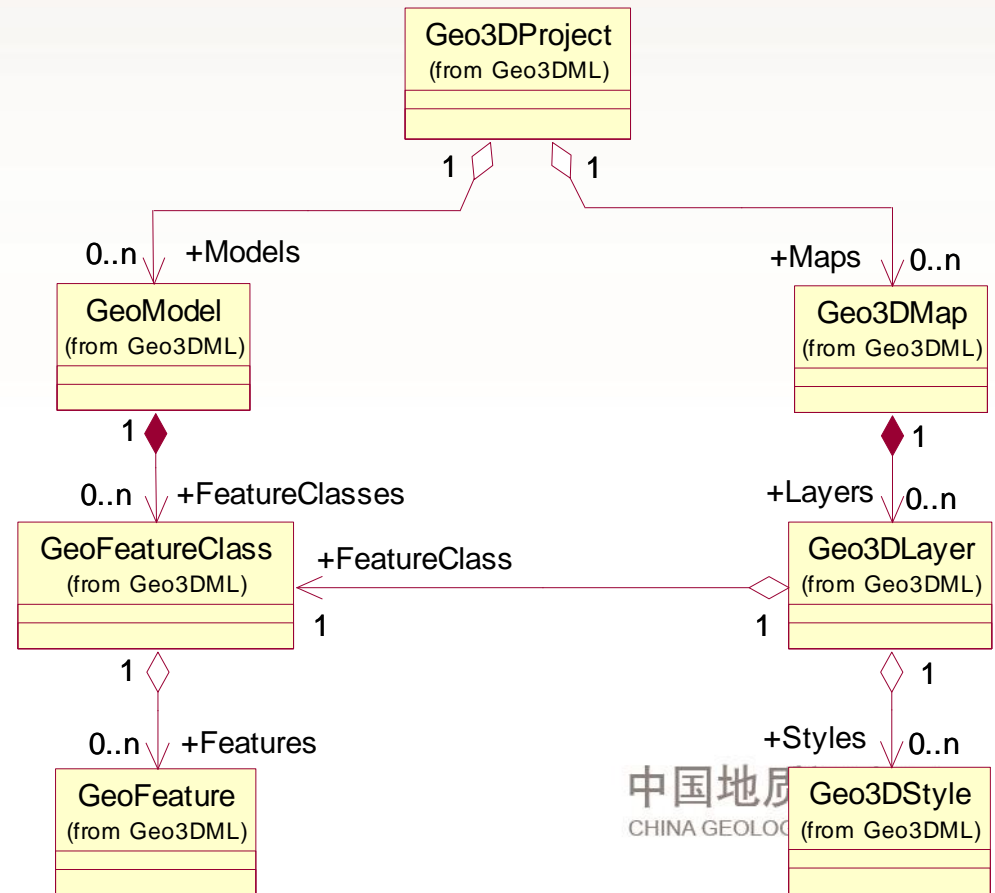 Geo3DProject
(from Geo3DML)
1
1
0..n
+Models
+Maps
0..n
GeoModel
(from Geo3DML)
Geo3DMap
(from Geo3DML)
1
1
0..n
+FeatureClasses
+Layers
0..n
GeoFeatureClass
(from Geo3DML)
+FeatureClass
Geo3DLayer
(from Geo3DML)
1
1
1
1
0..n
+Features
+Styles
0..n
GeoFeature
(from Geo3DML)
中国地质
CHINA
Geo3DStyle
(from Geo3DML)